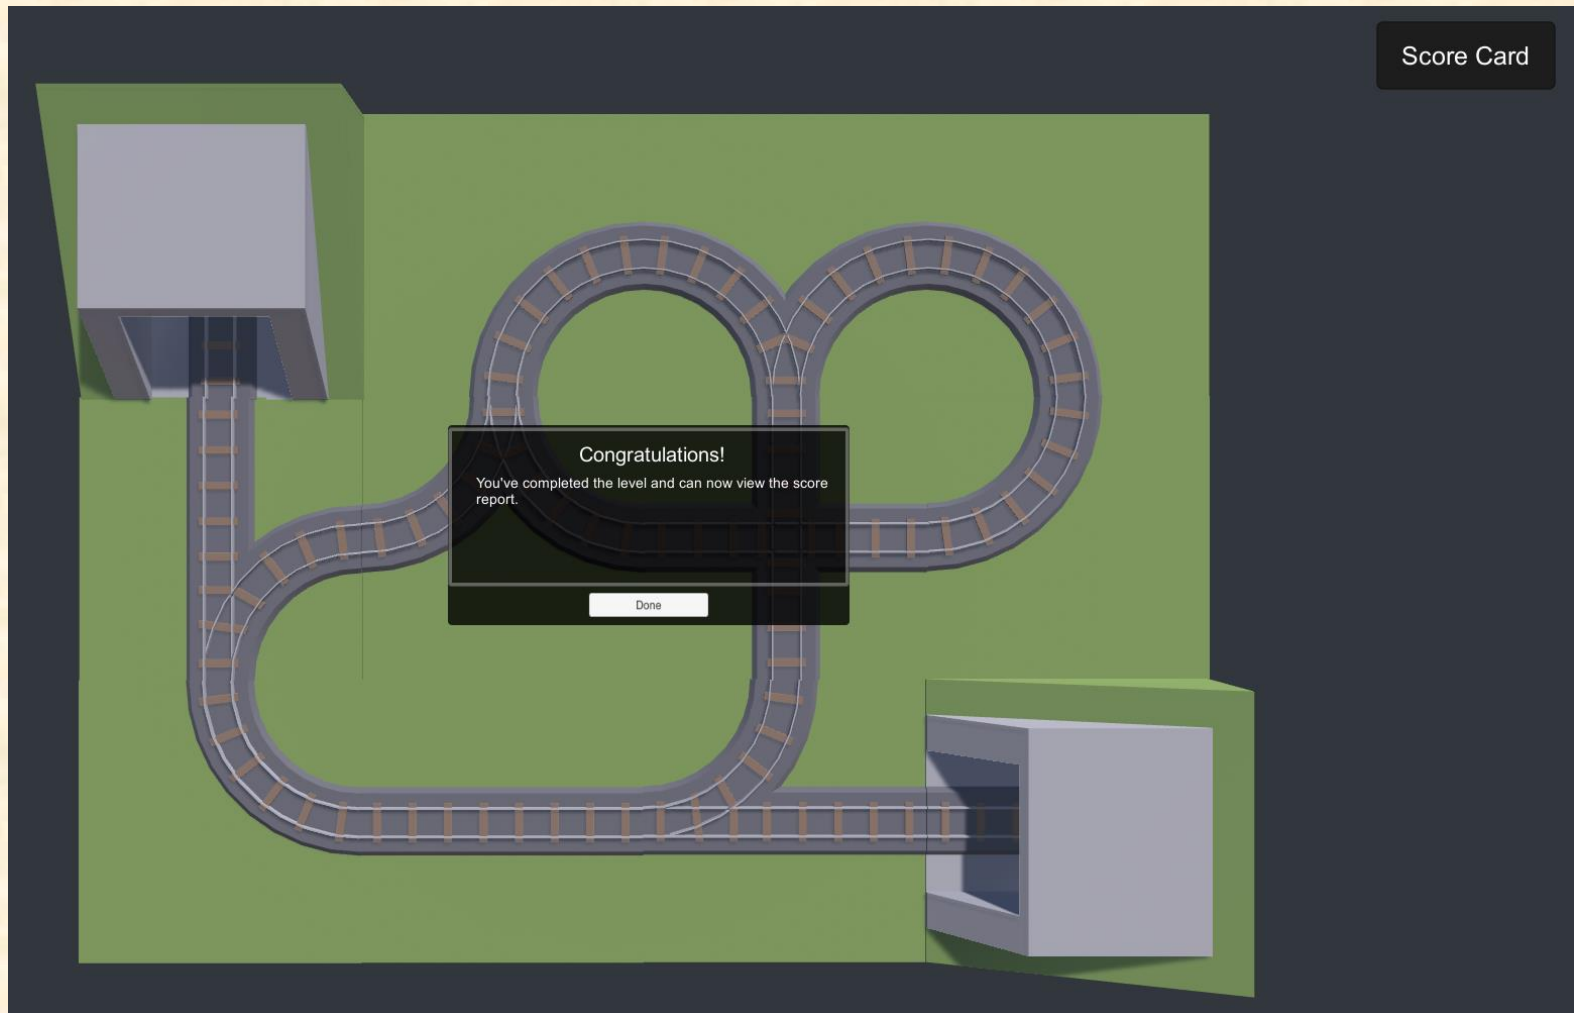 Score Card
Congratulations!
You've completed the level and can now view the score
report.
Done